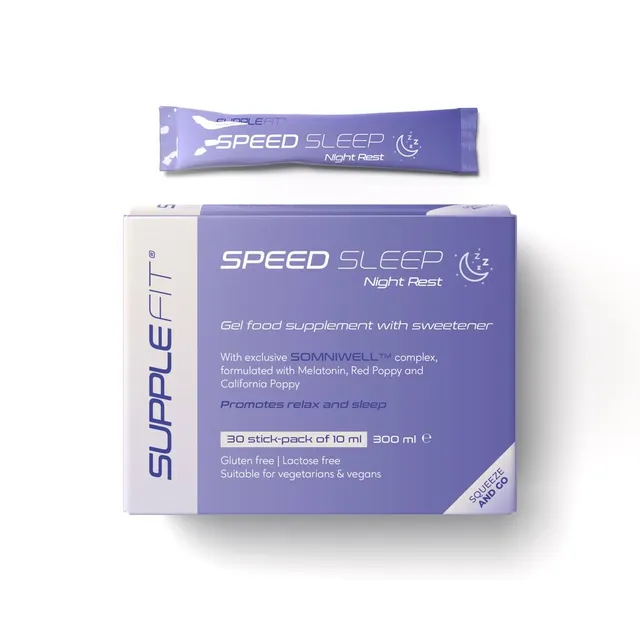 SUPPLEFIT
SPEED SLEEP
Night Rest
SUPPLEFIT®
SPEED SLEEP
Night Rest
Gel food supplement with sweetener
With exclusive SOMNIWELL™ complex,
formulated with Melatonin, Red Poppy and
California Poppy
Promotes relax and sleep
30 stick-pack of 10 ml 300 ml ℮
Gluten free | Lactose free
Suitable for vegetarians & vegans
SQUEEZE
AND GO